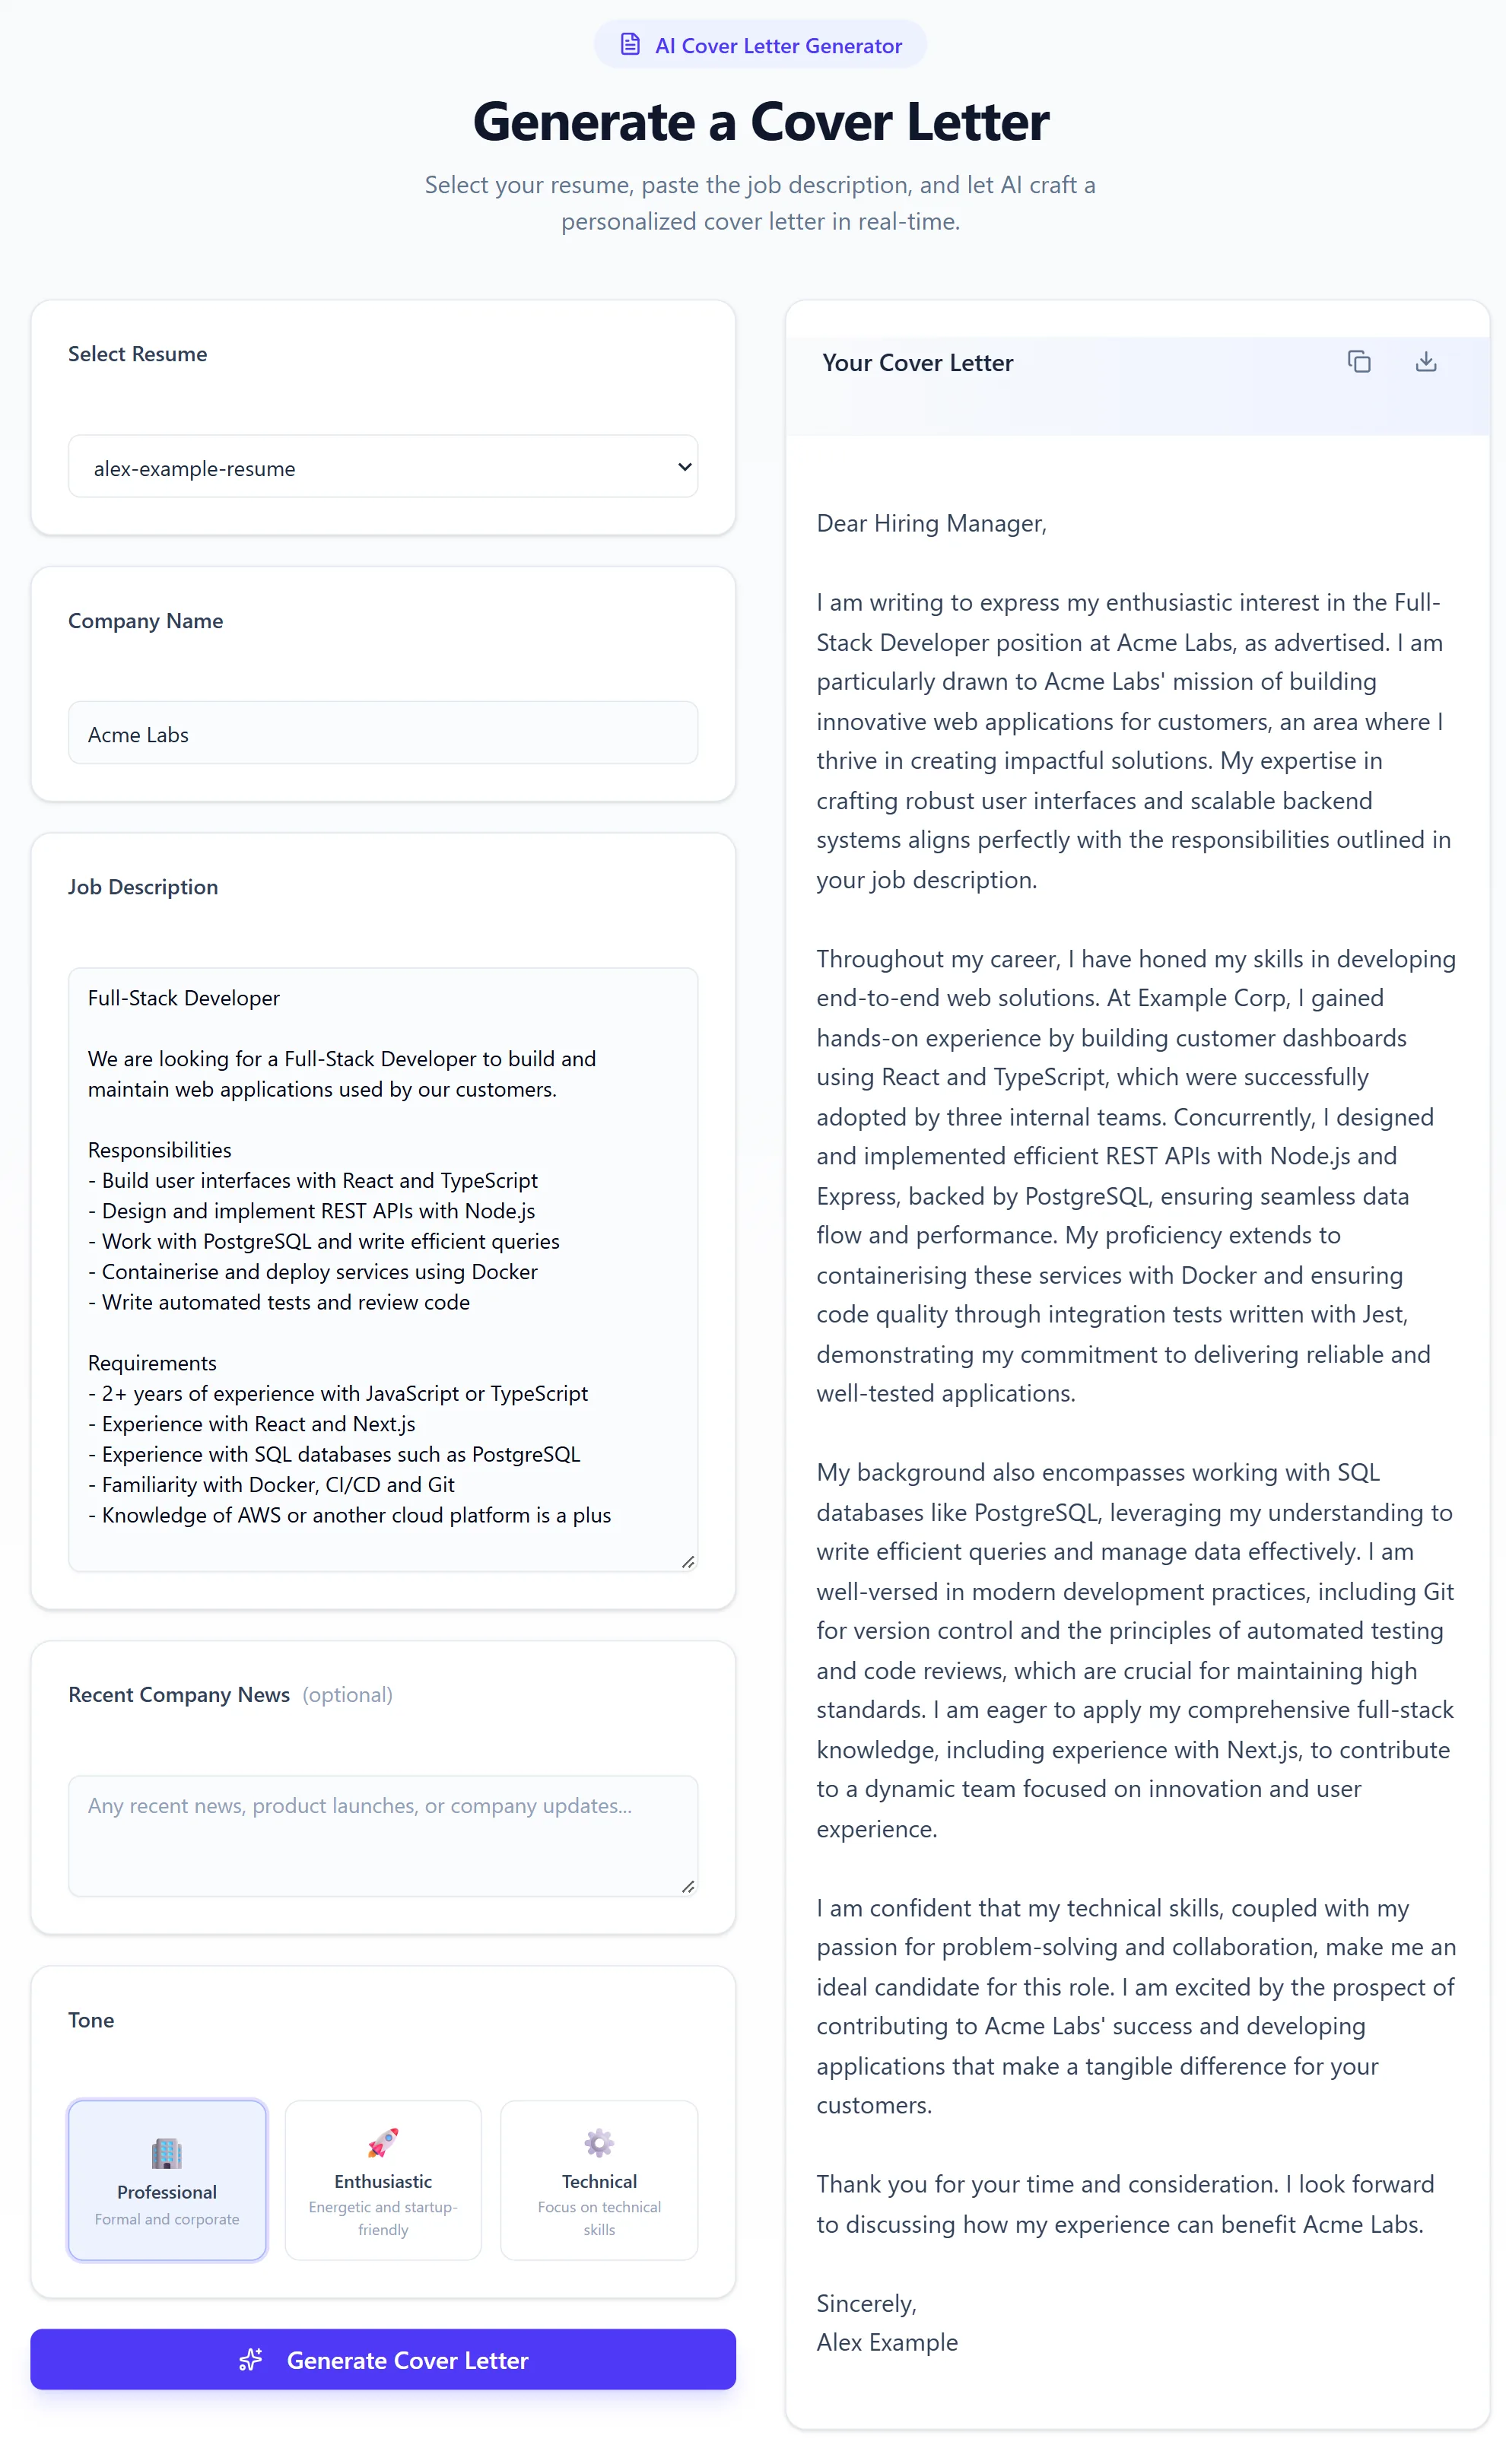 AI Cover Letter Generator
Generate a Cover Letter
Select your resume, paste the job description, and let AI craft a
personalized cover letter in real-time.
Select Resume
alex-example-resume
Company Name
Acme Labs
Job Description
Full-Stack Developer
We are looking for a Full-Stack Developer to build and
maintain web applications used by our customers.
Responsibilities
- Build user interfaces with React and TypeScript
- Design and implement REST APIs with Node.js
- Work with PostgreSQL and write efficient queries
- Containerise and deploy services using Docker
- Write automated tests and review code
Requirements
- 2+ years of experience with JavaScript or TypeScript
- Experience with React and Next.js
- Experience with SQL databases such as PostgreSQL
- Familiarity with Docker, CI/CD and Git
- Knowledge of AWS or another cloud platform is a plus
Recent Company News (optional)
Any recent news, product launches, or company updates...
Tone
Professional
Formal and corporate
Enthusiastic
Energetic and startup-
friendly
Technical
Focus on technical
skills
Generate Cover Letter
Your Cover Letter
Dear Hiring Manager,
I am writing to express my enthusiastic interest in the Full-
Stack Developer position at Acme Labs, as advertised. I am
particularly drawn to Acme Labs' mission of building
innovative web applications for customers, an area where I
thrive in creating impactful solutions. My expertise in
crafting robust user interfaces and scalable backend
systems aligns perfectly with the responsibilities outlined in
your job description.
Throughout my career, I have honed my skills in developing
end-to-end web solutions. At Example Corp, I gained
hands-on experience by building customer dashboards
using React and TypeScript, which were successfully
adopted by three internal teams. Concurrently, I designed
and implemented efficient REST APIs with Node.js and
Express, backed by PostgreSQL, ensuring seamless data
flow and performance. My proficiency extends to
containerising these services with Docker and ensuring
code quality through integration tests written with Jest,
demonstrating my commitment to delivering reliable and
well-tested applications.
My background also encompasses working with SQL
databases like PostgreSQL, leveraging my understanding to
write efficient queries and manage data effectively. I am
well-versed in modern development practices, including Git
for version control and the principles of automated testing
and code reviews, which are crucial for maintaining high
standards. I am eager to apply my comprehensive full-stack
knowledge, including experience with Next.js, to contribute
to a dynamic team focused on innovation and user
experience.
I am confident that my technical skills, coupled with my
passion for problem-solving and collaboration, make me an
ideal candidate for this role. I am excited by the prospect of
contributing to Acme Labs' success and developing
applications that make a tangible difference for your
customers.
Thank you for your time and consideration. I look forward
to discussing how my experience can benefit Acme Labs.
Sincerely,
Alex Example